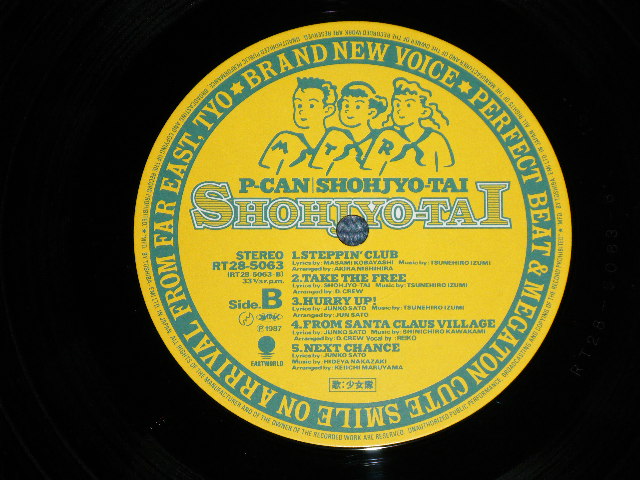 BRAND NEW VOICE★PERFECT BEAT & MEGATON CUTE SMILE ON ARRIVAL FROM FAR EAST, TYO★
M T R
P-CAN SHOHJYO-TAI
SHOHJYO-TAI
STEREO
RT28-5063
(RT28-5063-B)
33⅓ r.p.m.
Side.B
℗1987
EASTWORLD
1.STEPPIN' CLUB
Lyrics by: MASAMI KOBAYASHI Music by: TSUNEHIRO IZUMI
Arranged by: AKIRA NISHIHIRA
2.TAKE THE FREE
Lyrics by: SHOHJYO-TAI Music by: TSUNEHIRO IZUMI
Arranged by: D.CREW
3.HURRY UP!
Lyrics by: JUNKO SATO Music by: TSUNEHIRO IZUMI
Arranged by: JUN SATO
4.FROM SANTA CLAUS VILLAGE
Lyrics by: JUNKO SATO Music by: SHINICHIRO KAWAKAMI
Arranged by: D.CREW Vocal by: REIKO
5.NEXT CHANCE
Lyrics by: JUNKO SATO
Music by: HIDEYA NAKAZAKI
Arranged by: KEIICHI MARUYAMA
歌:少女隊